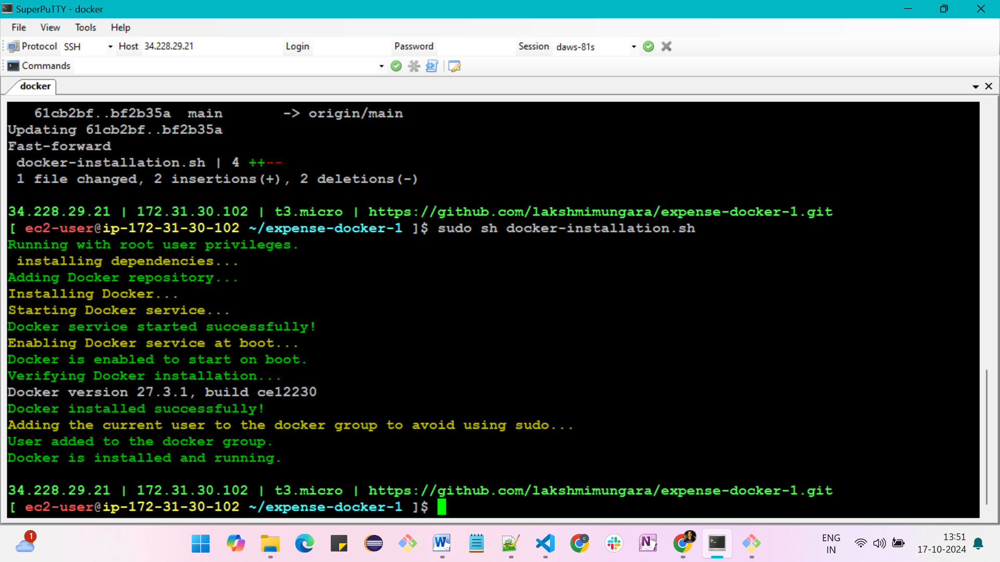 SuperPuTTY - docker
File View Tools Help
Protocol SSH Host 34.228.29.21 Login Password Session daws-81s
Commands
docker
61cb2bf..bf2b35a  main       -> origin/main
Updating 61cb2bf..bf2b35a
Fast-forward
 docker-installation.sh | 4 ++--
 1 file changed, 2 insertions(+), 2 deletions(-)
34.228.29.21 | 172.31.30.102 | t3.micro | https://github.com/lakshmimungara/expense-docker-1.git
[ ec2-user@ip-172-31-30-102 ~/expense-docker-1 ]$ sudo sh docker-installation.sh
Running with root user privileges.
 installing dependencies...
Adding Docker repository...
Installing Docker...
Starting Docker service...
Docker service started successfully!
Enabling Docker service at boot...
Docker is enabled to start on boot.
Verifying Docker installation...
Docker version 27.3.1, build ce12230
Docker installed successfully!
Adding the current user to the docker group to avoid using sudo...
User added to the docker group.
Docker is installed and running.
34.228.29.21 | 172.31.30.102 | t3.micro | https://github.com/lakshmimungara/expense-docker-1.git
[ ec2-user@ip-172-31-30-102 ~/expense-docker-1 ]$
1
ENG
IN
13:51
17-10-2024